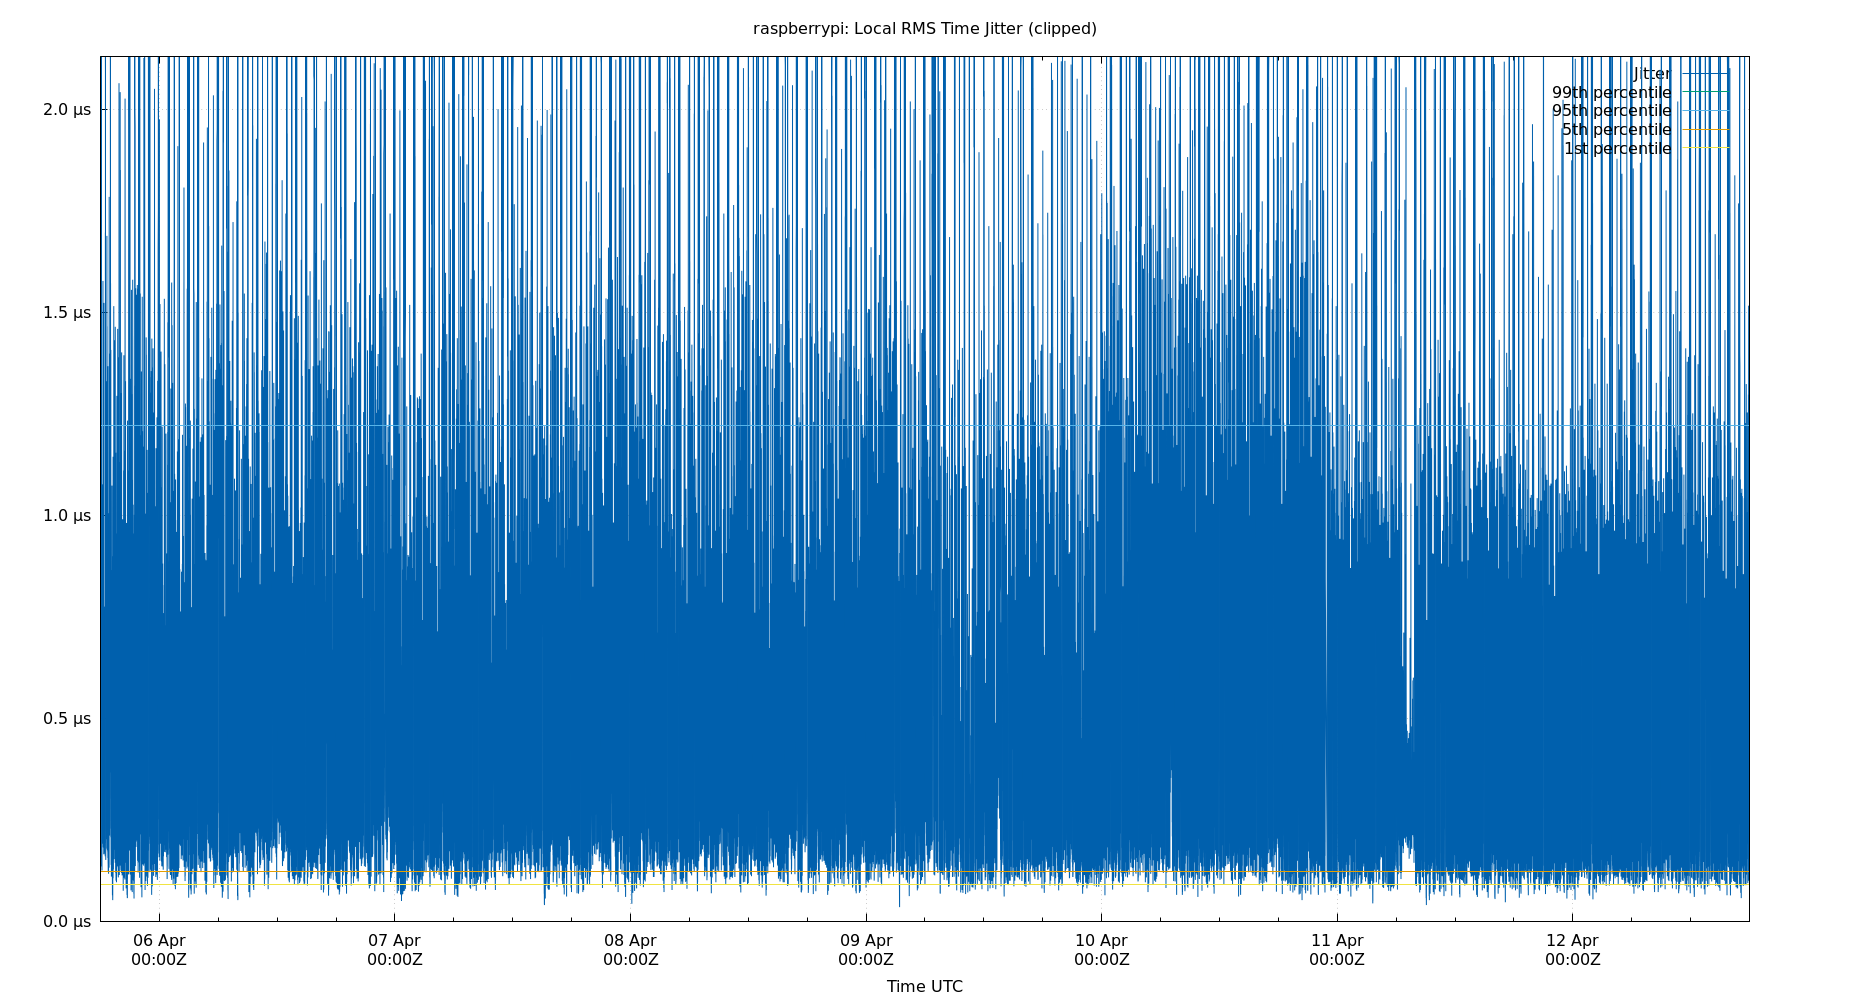 raspberrypi: Local RMS Time Jitter (clipped)
Jitter
99th percentile
95th percentile
5th percentile
1st percentile
2.0 µs
1.5 µs
1.0 µs
0.5 µs
0.0 µs
06 Apr 07 Apr 08 Apr 09 Apr 10 Apr 11 Apr 12 Apr
00:00Z 00:00Z 00:00Z 00:00Z 00:00Z 00:00Z 00:00Z
Time UTC